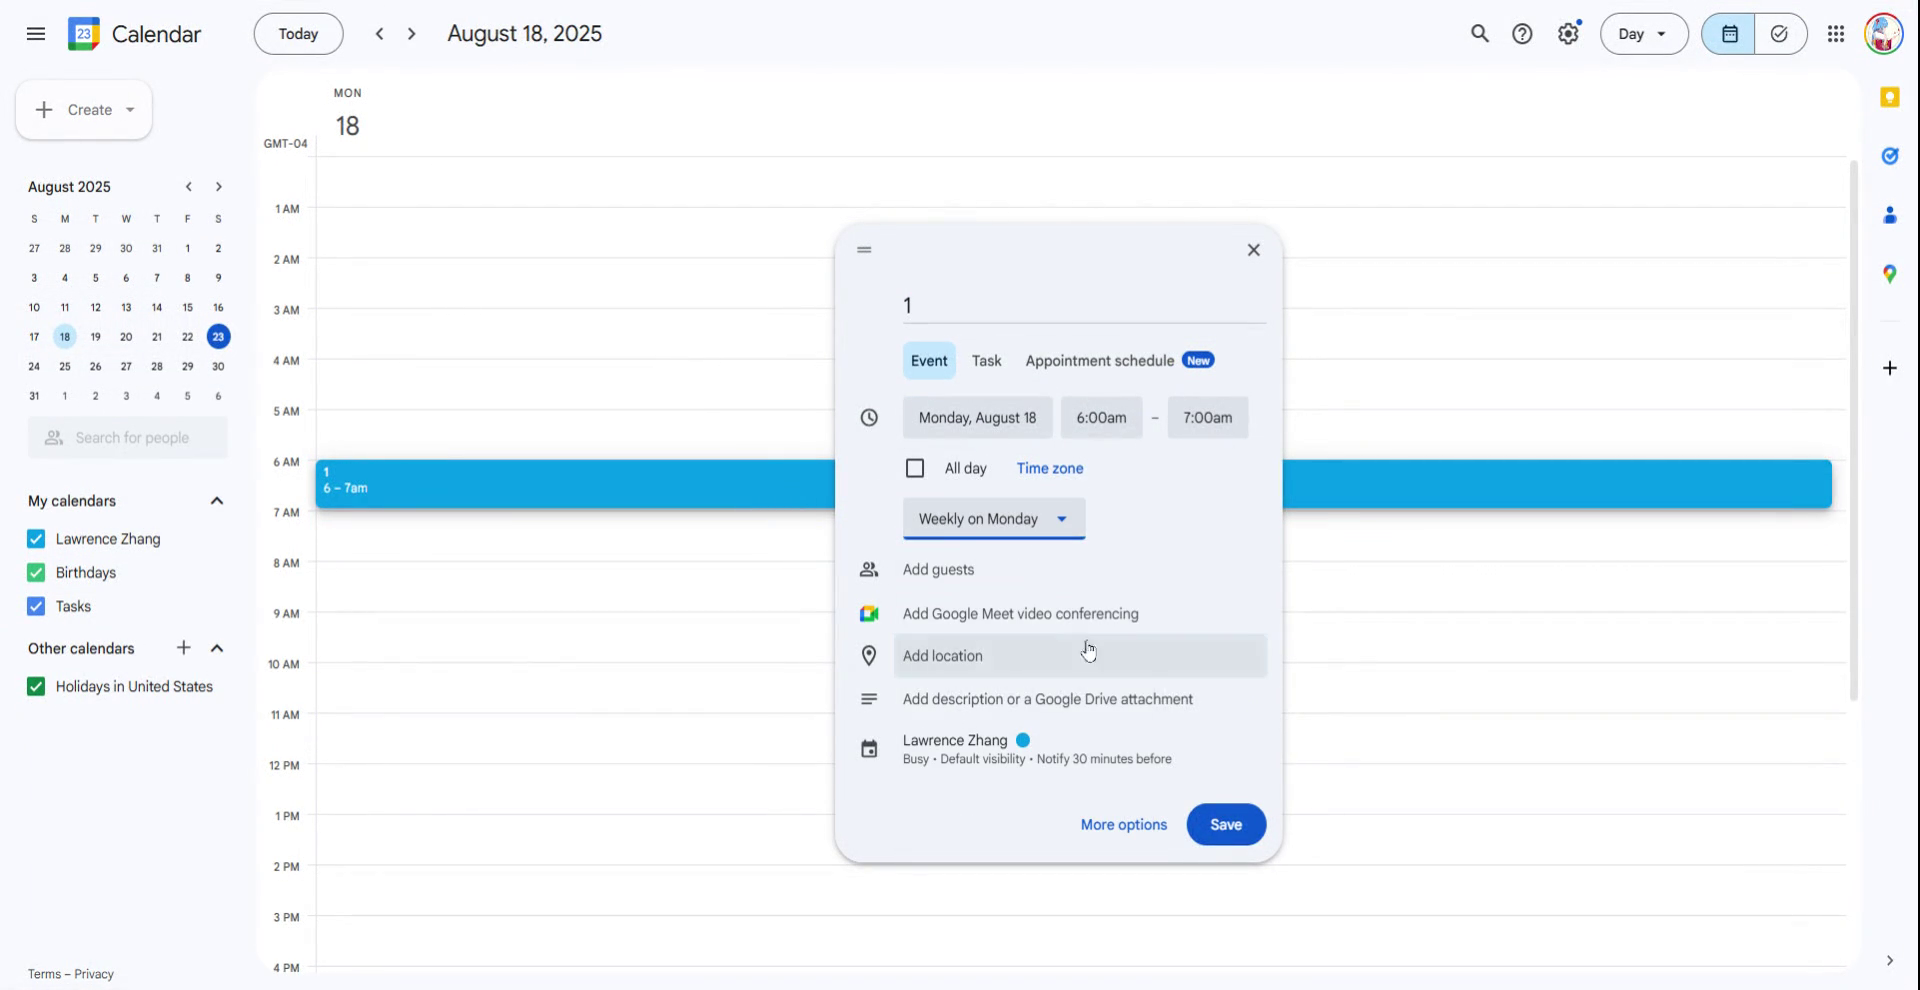 23 Calendar
Today
August 18, 2025
Day
Create
August 2025
S M T W T F S
27 28 29 30 31 1 2
3 4 5 6 7 8 9
10 11 12 13 14 15 16
17 18 19 20 21 22 23
24 25 26 27 28 29 30
31 1 2 3 4 5 6
Search for people
My calendars
Lawrence Zhang
Birthdays
Tasks
Other calendars
Holidays in United States
Terms – Privacy
MON
18
GMT-04
1 AM
2 AM
3 AM
4 AM
5 AM
6 AM
7 AM
8 AM
9 AM
10 AM
11 AM
12 PM
1 PM
2 PM
3 PM
4 PM
1
6 – 7am
1
Event Task Appointment schedule New
Monday, August 18 6:00am – 7:00am
All day Time zone
Weekly on Monday
Add guests
Add Google Meet video conferencing
Add location
Add description or a Google Drive attachment
Lawrence Zhang
Busy • Default visibility • Notify 30 minutes before
More options Save